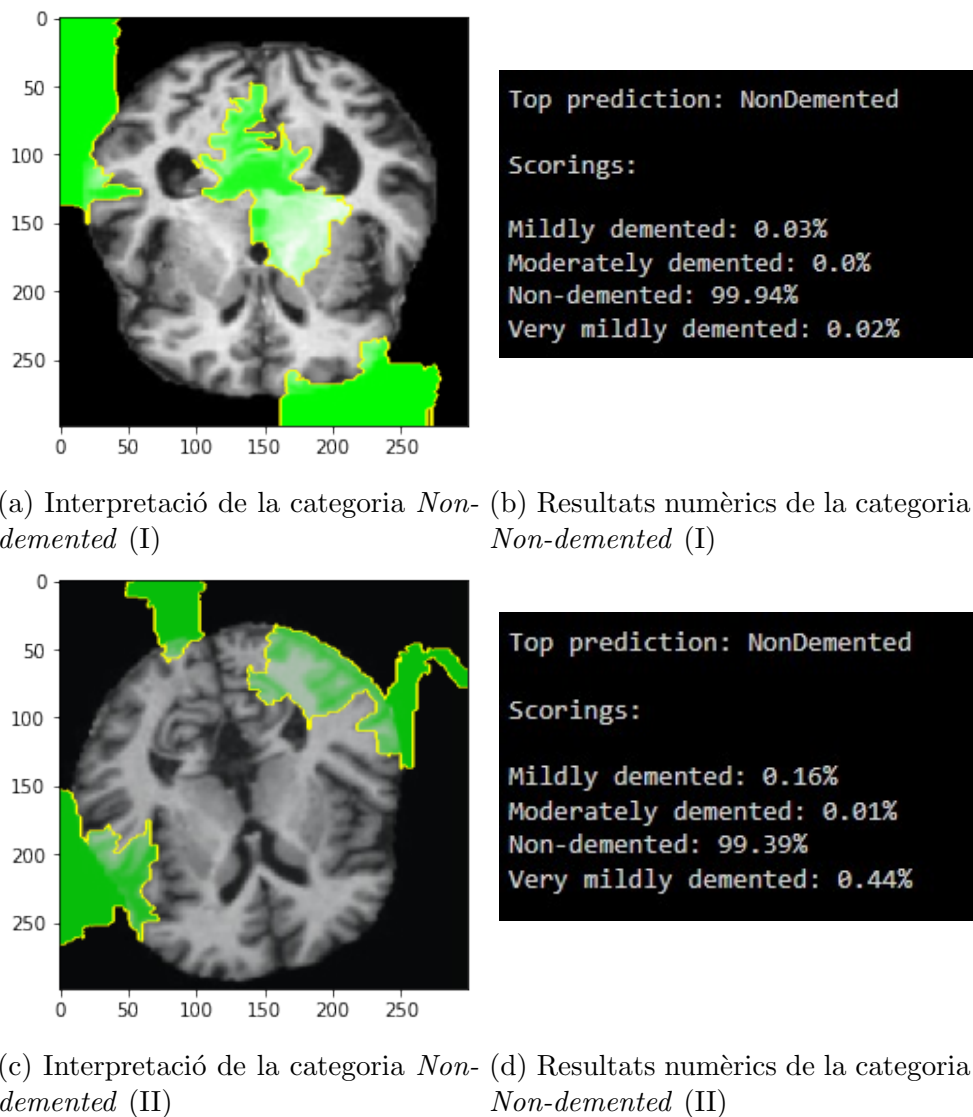 0
50
100
150
200
250
0 50 100 150 200 250
Top prediction: NonDemented
Scorings:
Mildly demented: 0.03%
Moderately demented: 0.0%
Non-demented: 99.94%
Very mildly demented: 0.02%
(a) Interpretació de la categoria Non-
demented (I)
(b) Resultats numèrics de la categoria
Non-demented (I)
0
50
100
150
200
250
0 50 100 150 200 250
Top prediction: NonDemented
Scorings:
Mildly demented: 0.16%
Moderately demented: 0.01%
Non-demented: 99.39%
Very mildly demented: 0.44%
(c) Interpretació de la categoria Non-
demented (II)
(d) Resultats numèrics de la categoria
Non-demented (II)